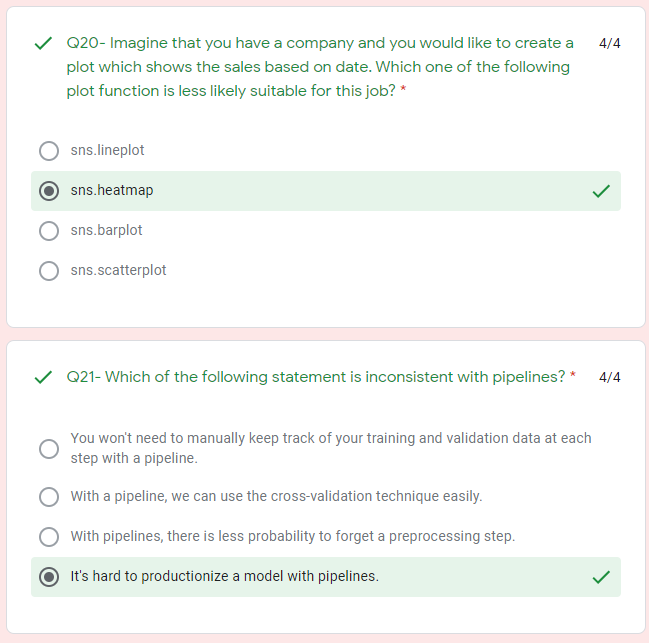 Q20- Imagine that you have a company and you would like to create a 4/4
plot which shows the sales based on date. Which one of the following
plot function is less likely suitable for this job? *
sns.lineplot
sns.heatmap
sns.barplot
sns.scatterplot
Q21- Which of the following statement is inconsistent with pipelines? * 4/4
You won't need to manually keep track of your training and validation data at each
step with a pipeline.
With a pipeline, we can use the cross-validation technique easily.
With pipelines, there is less probability to forget a preprocessing step.
It's hard to productionize a model with pipelines.